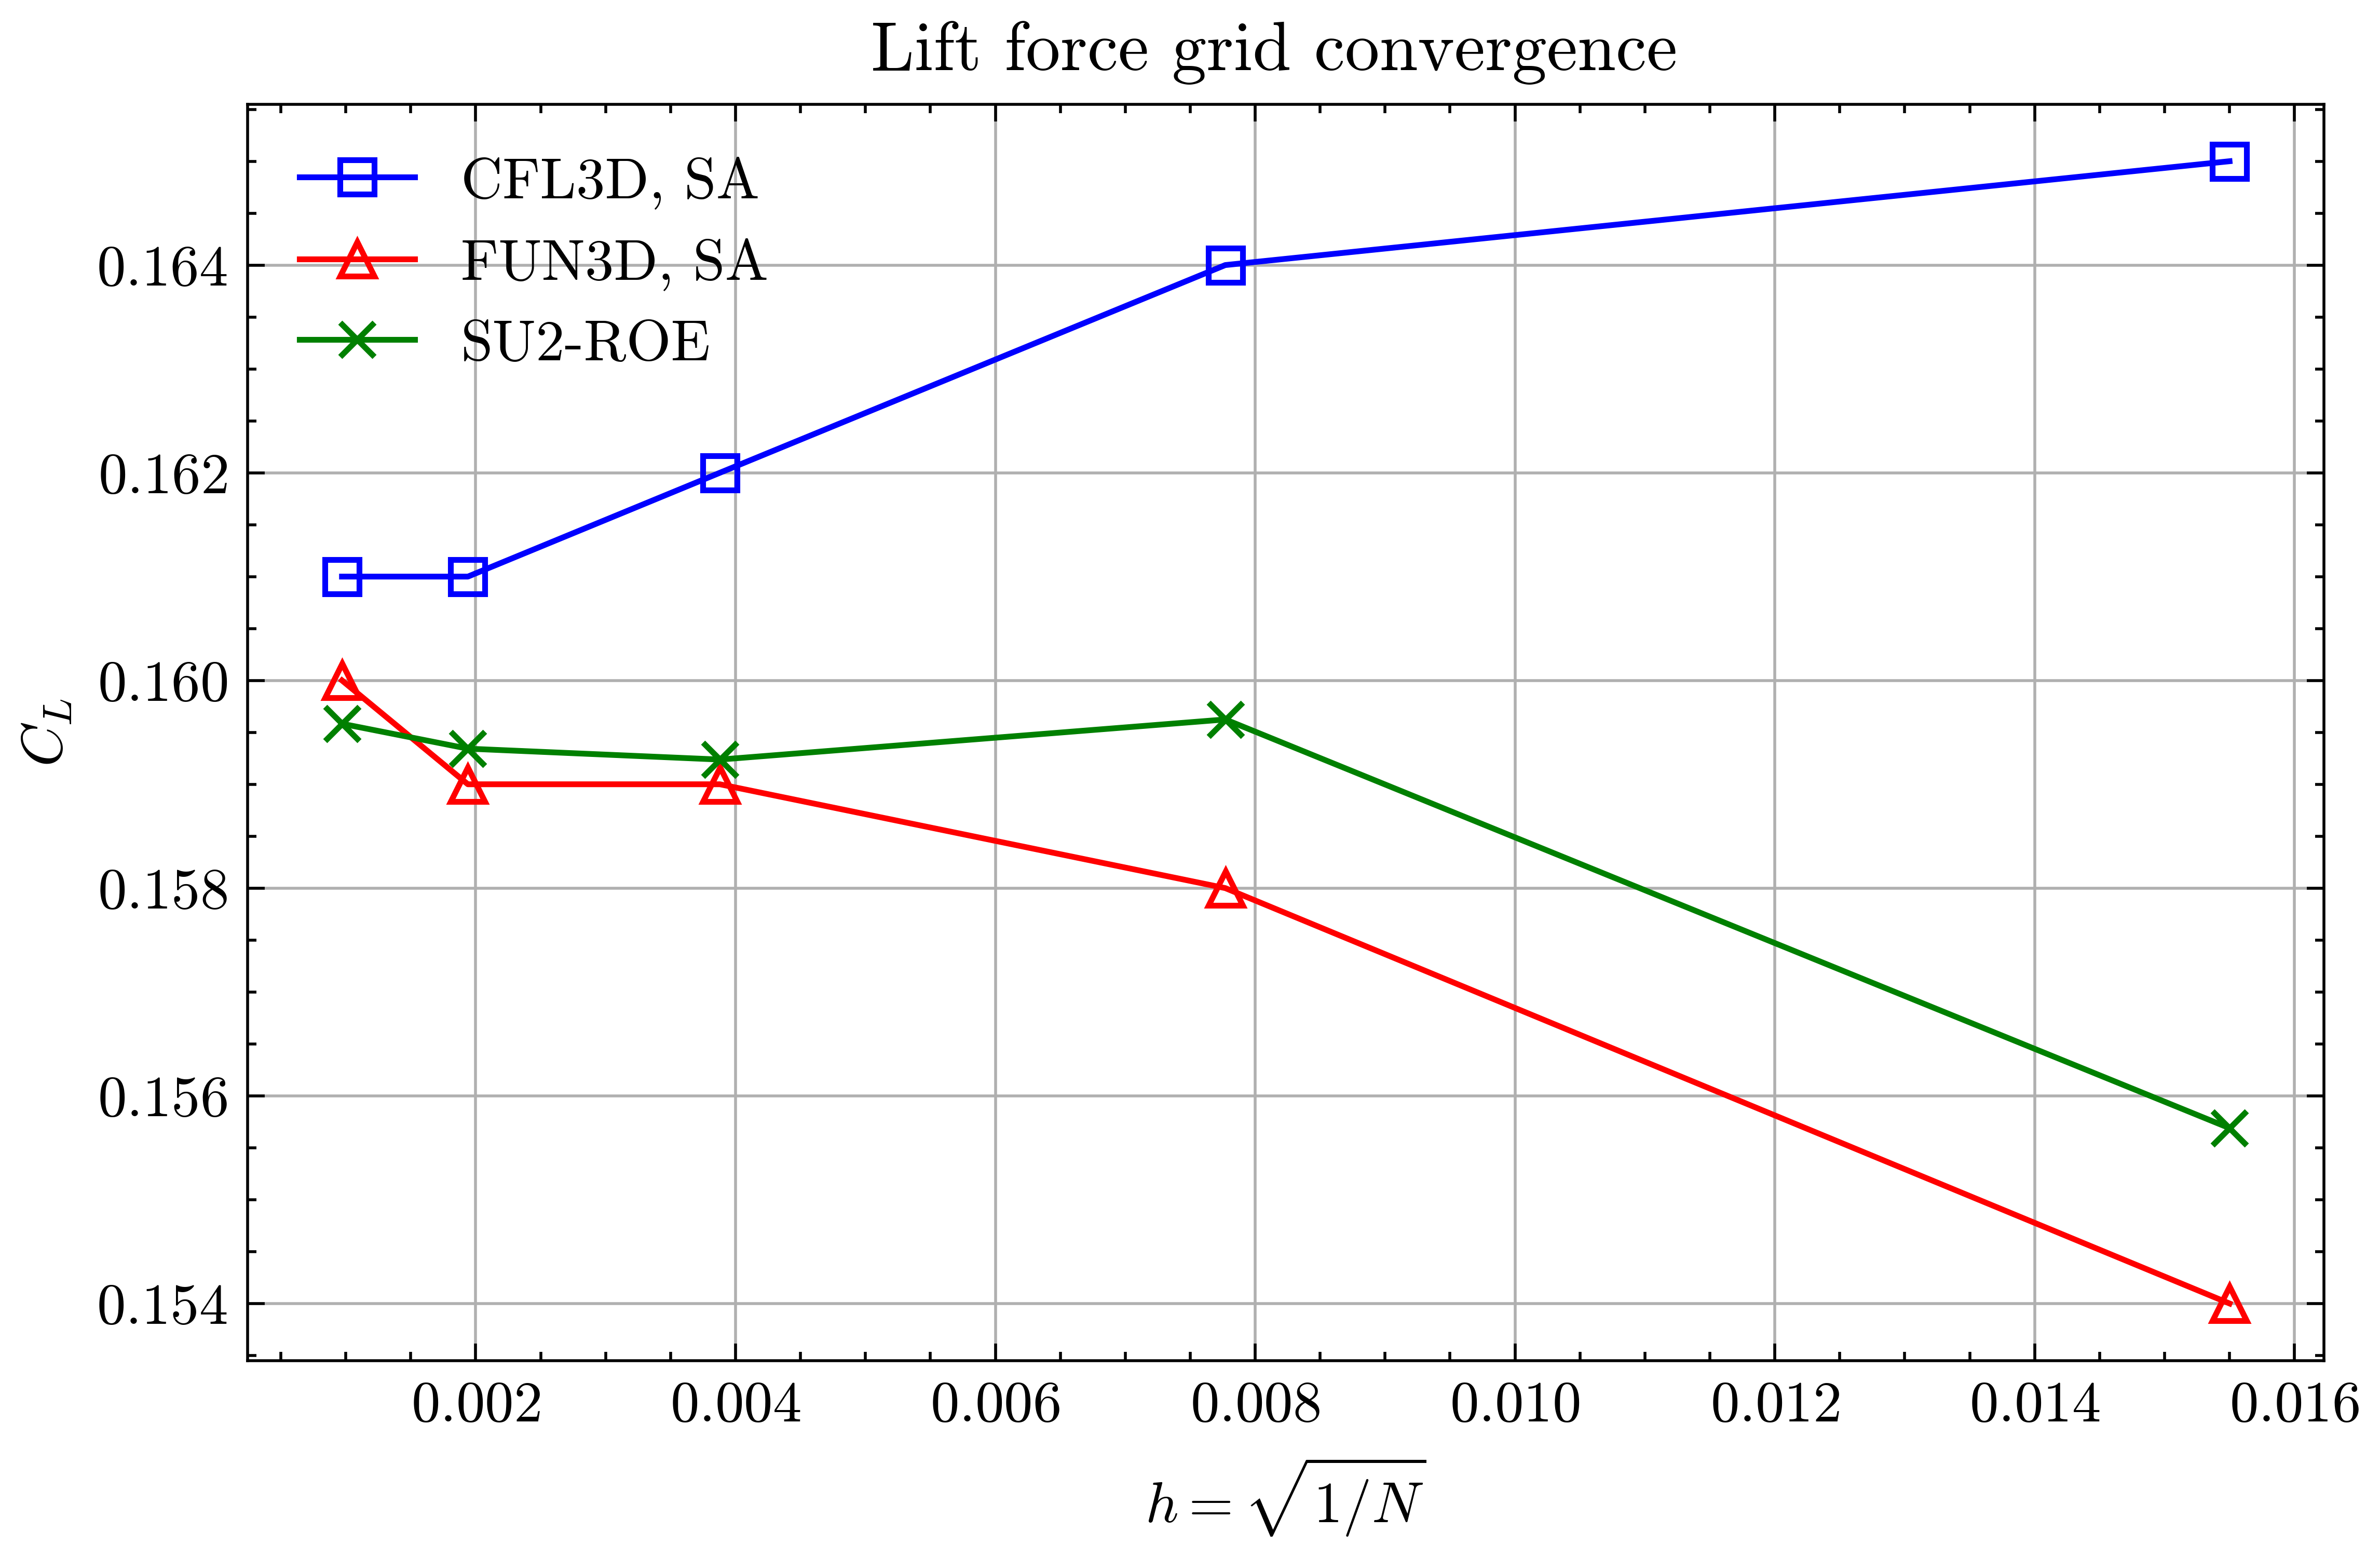 Lift force grid convergence
CFL3D, SA
FUN3D, SA
SU2-ROE
0.164
0.162
0.160
0.158
0.156
0.154
C_L
0.002 0.004 0.006 0.008 0.010 0.012 0.014 0.016
h = √1/N